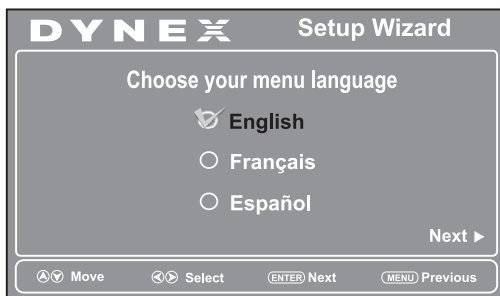 DYNEX Setup Wizard
Choose your menu language
English
Français
Español
Next
Move Select ENTER Next MENU Previous